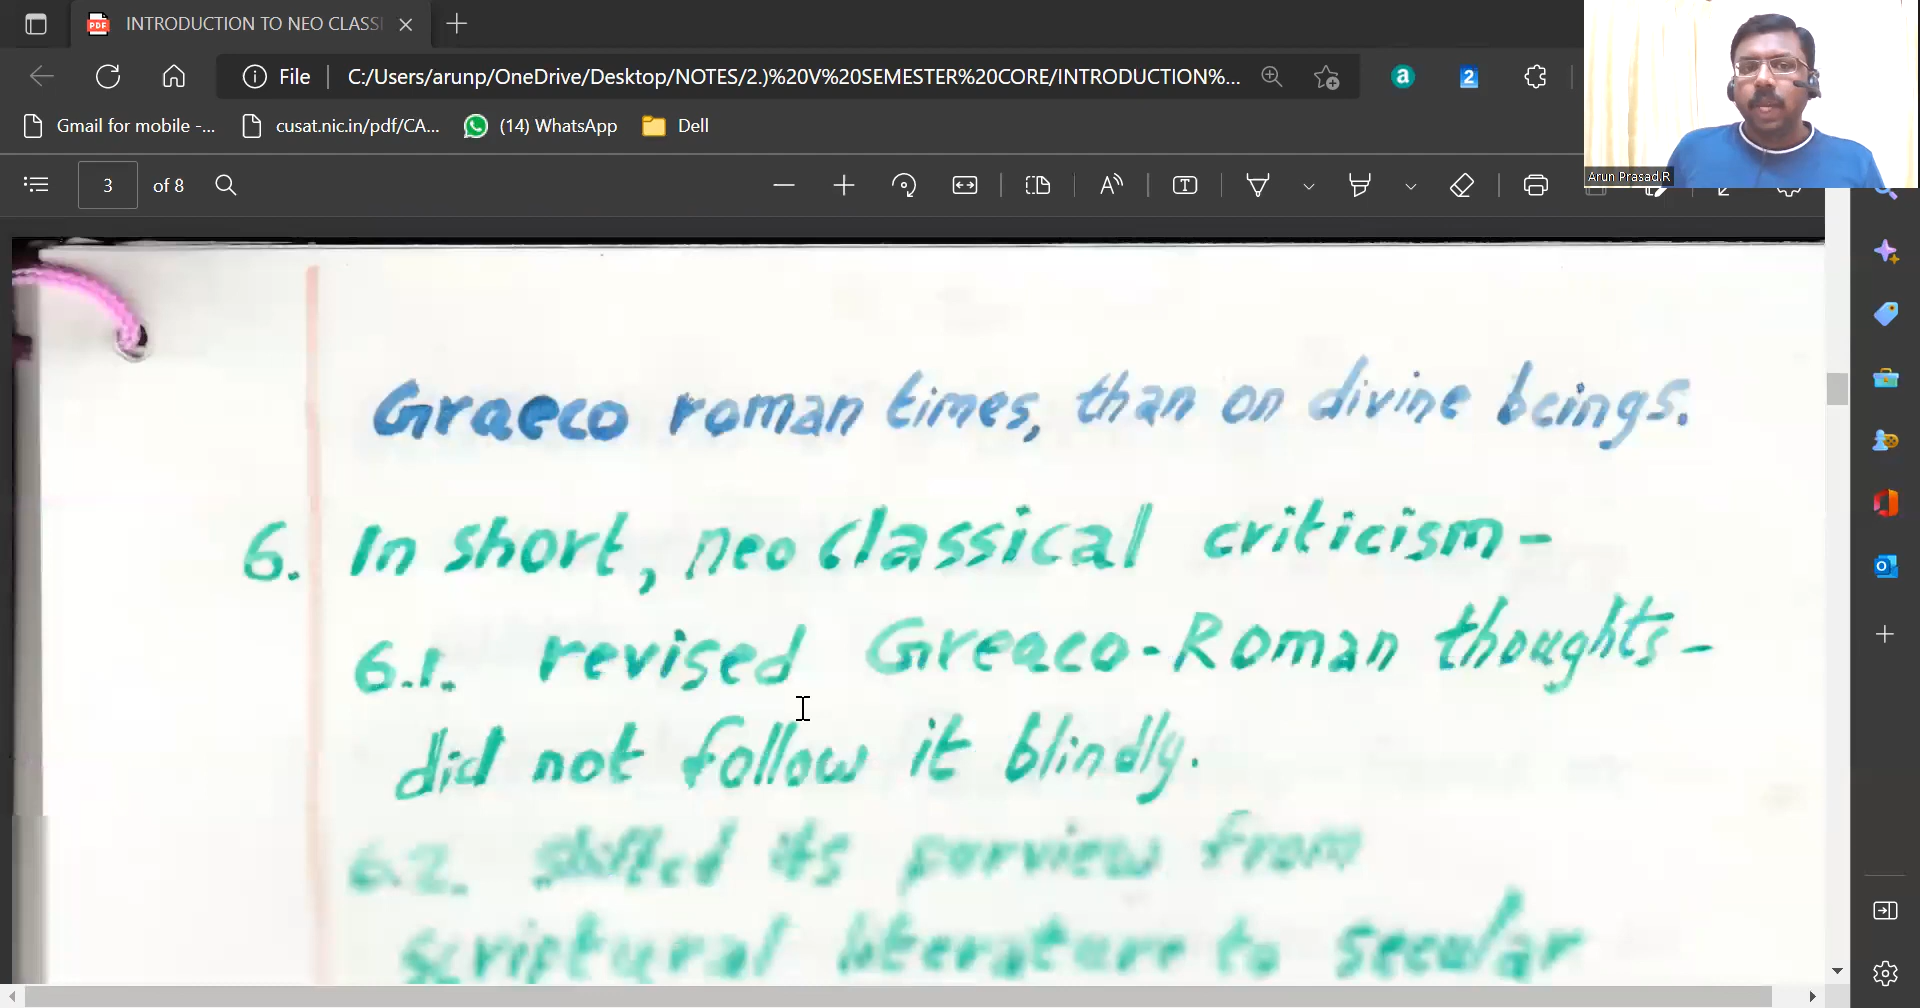 INTRODUCTION TO NEO CLASSI
File
C:/Users/arunp/OneDrive/Desktop/NOTES/2.)%20V%20SEMESTER%20CORE/INTRODUCTION%...
Gmail for mobile -...
cusat.nic.in/pdf/CA...
(14) WhatsApp
Dell
3 of 8
Arun Prasad.R
Graeco roman times, than on divine beings.
6. In short, neo classical criticism-
6.1. revised Greaco-Roman thoughts-
did not follow it blindly.
6.2. shifted its purview from
scriptural literature to secular